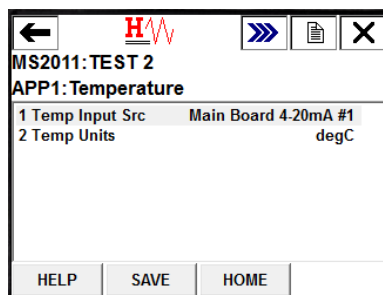 H
MS2011:TEST 2
APP1:Temperature
1 Temp Input Src Main Board 4-20mA #1
2 Temp Units degC
HELP SAVE HOME